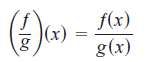 (f/g)(x) = f(x)/g(x)